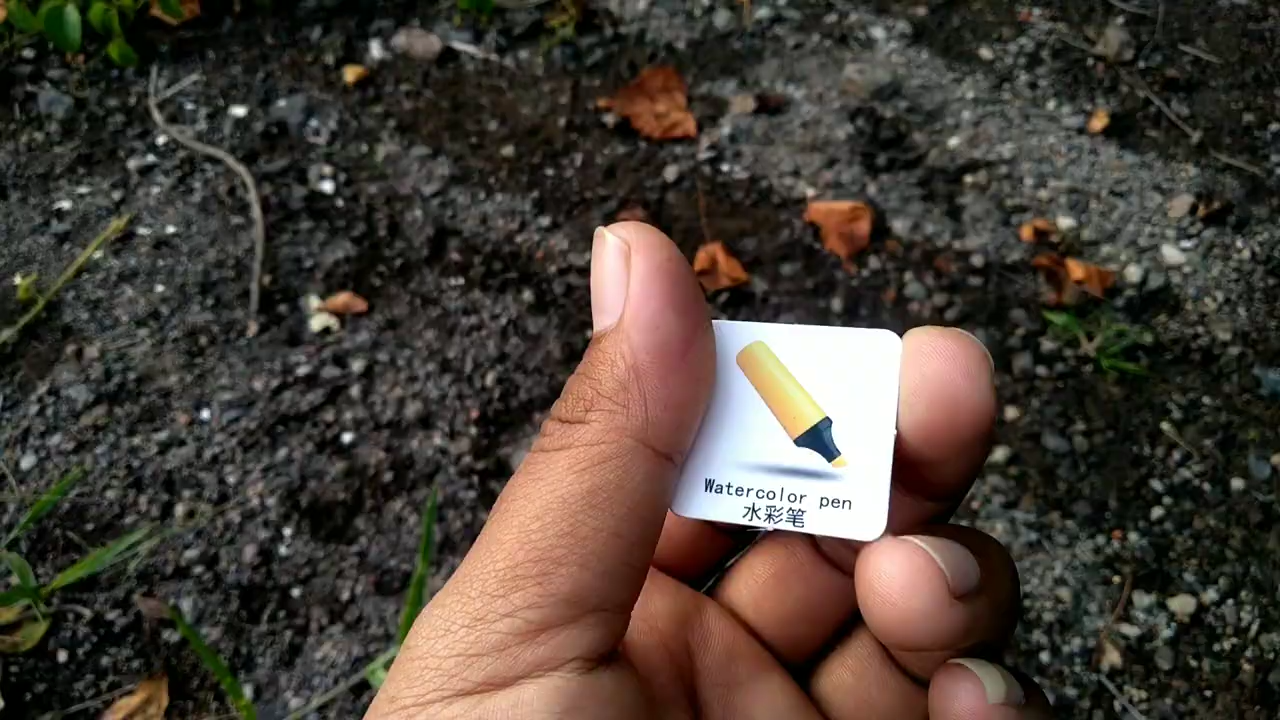 Watercolor pen
水彩笔